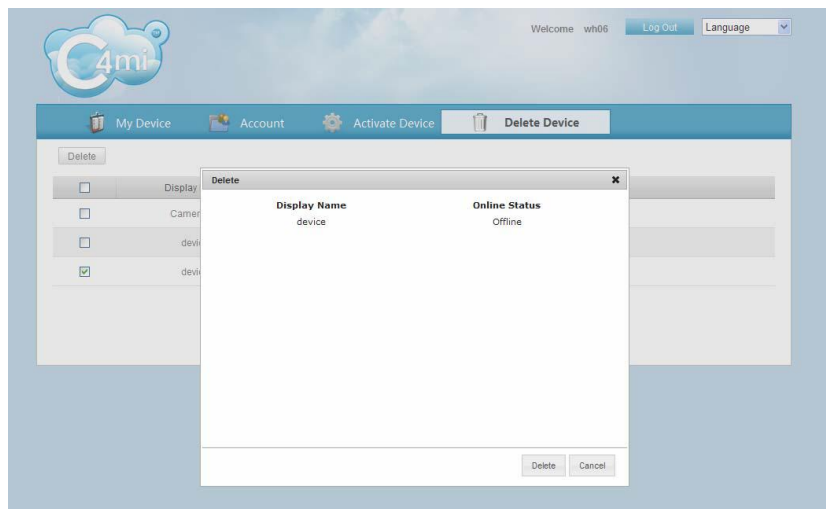 Welcome wh06 Log Out Language
C4mi
My Device Account Activate Device Delete Device
Delete
Display
Camer
devi
devi
Delete
Display Name Online Status
device Offline
Delete Cancel